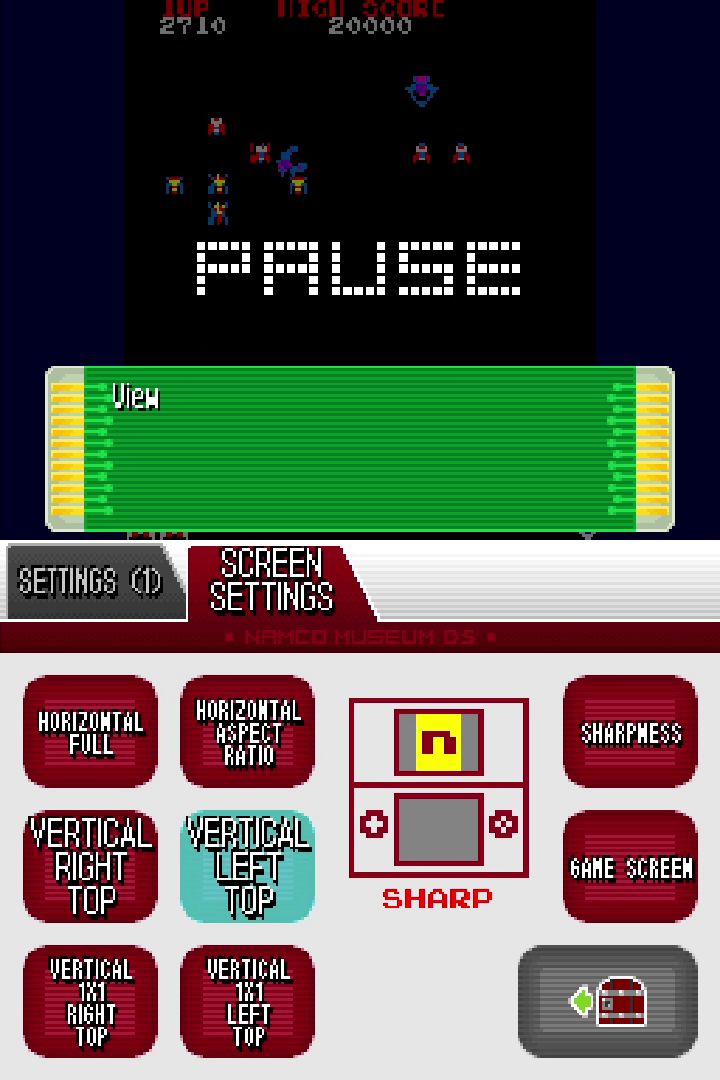 1UP HIGH SCORE
2710 20000
PAUSE
View
SETTINGS (1)
SCREEN
SETTINGS
• NAMCO MUSEUM DS •
HORIZONTAL
FULL
HORIZONTAL
ASPECT
RATIO
SHARPNESS
VERTICAL
RIGHT
TOP
VERTICAL
LEFT
TOP
n
SHARP
GAME SCREEN
VERTICAL
1X1
RIGHT
TOP
VERTICAL
1X1
LEFT
TOP